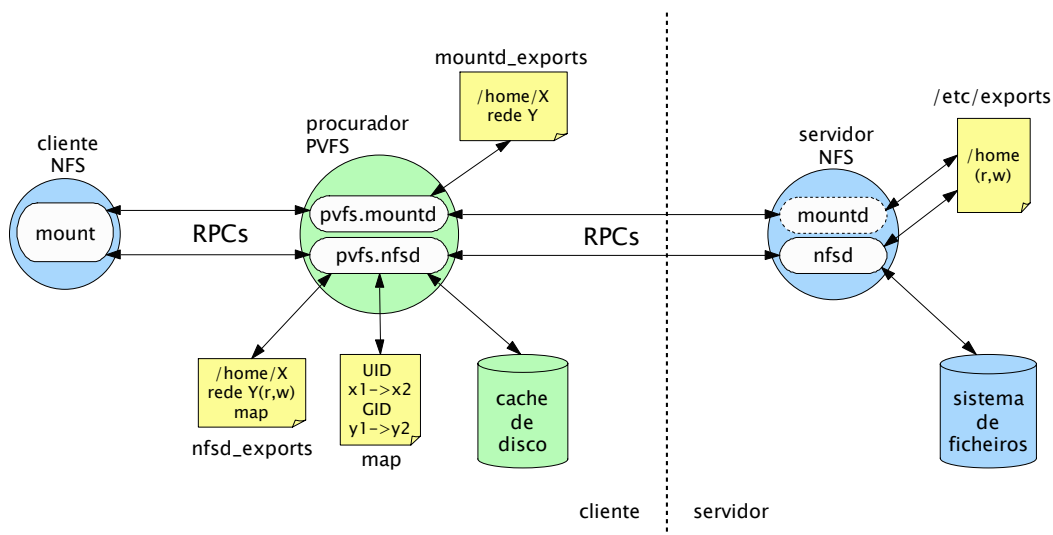 mountd_exports
/home/X
rede Y
/etc/exports
/home
(r,w)
cliente
NFS
procurador
PVFS
servidor
NFS
mount
RPCs
pvfs.mountd
pvfs.nfsd
RPCs
mountd
nfsd
/home/X
rede Y(r,w)
map
nfsd_exports
UID
x1->x2
GID
y1->y2
map
cache
de
disco
sistema
de
ficheiros
cliente
servidor